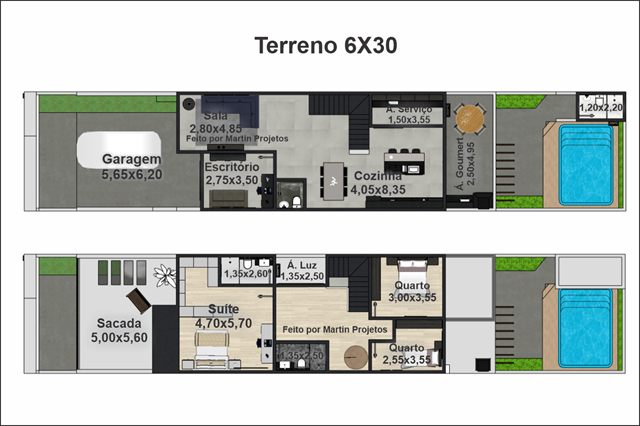 Terreno 6X30
Sala
2,80x4,85
Feito por Martin Projetos
Garagem
5,65x6,20
Escritório
2,75x3,50
Cozinha
4,05x8,35
Á. Serviço
1,50x3,55
Á. Goumert
2,50x4,95
1,20x2,20
Sacada
5,00x5,60
1,35x2,60
Suíte
4,70x5,70
Á. Luz
1,35x2,50
Feito por Martin Projetos
1,35x2,50
Quarto
3,00x3,55
Quarto
2,55x3,55